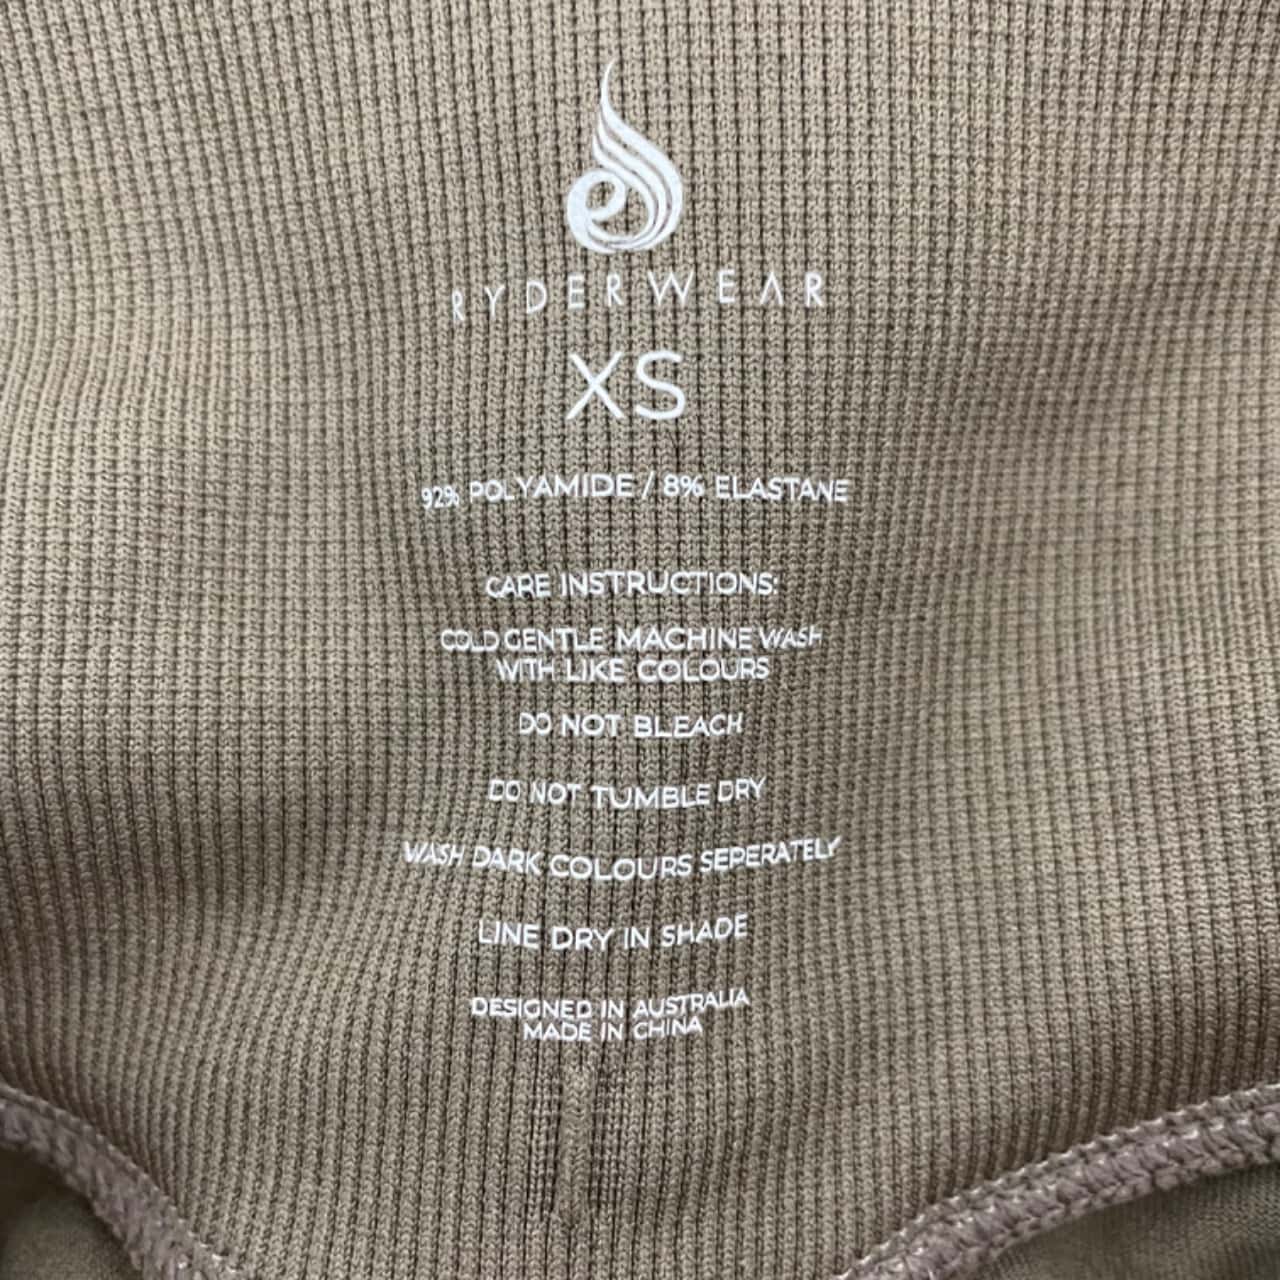 RYDERWEAR
XS
92% POLYAMIDE / 8% ELASTANE
CARE INSTRUCTIONS:
COLD GENTLE MACHINE WASH
WITH LIKE COLOURS
DO NOT BLEACH
DO NOT TUMBLE DRY
WASH DARK COLOURS SEPERATELY
LINE DRY IN SHADE
DESIGNED IN AUSTRALIA
MADE IN CHINA